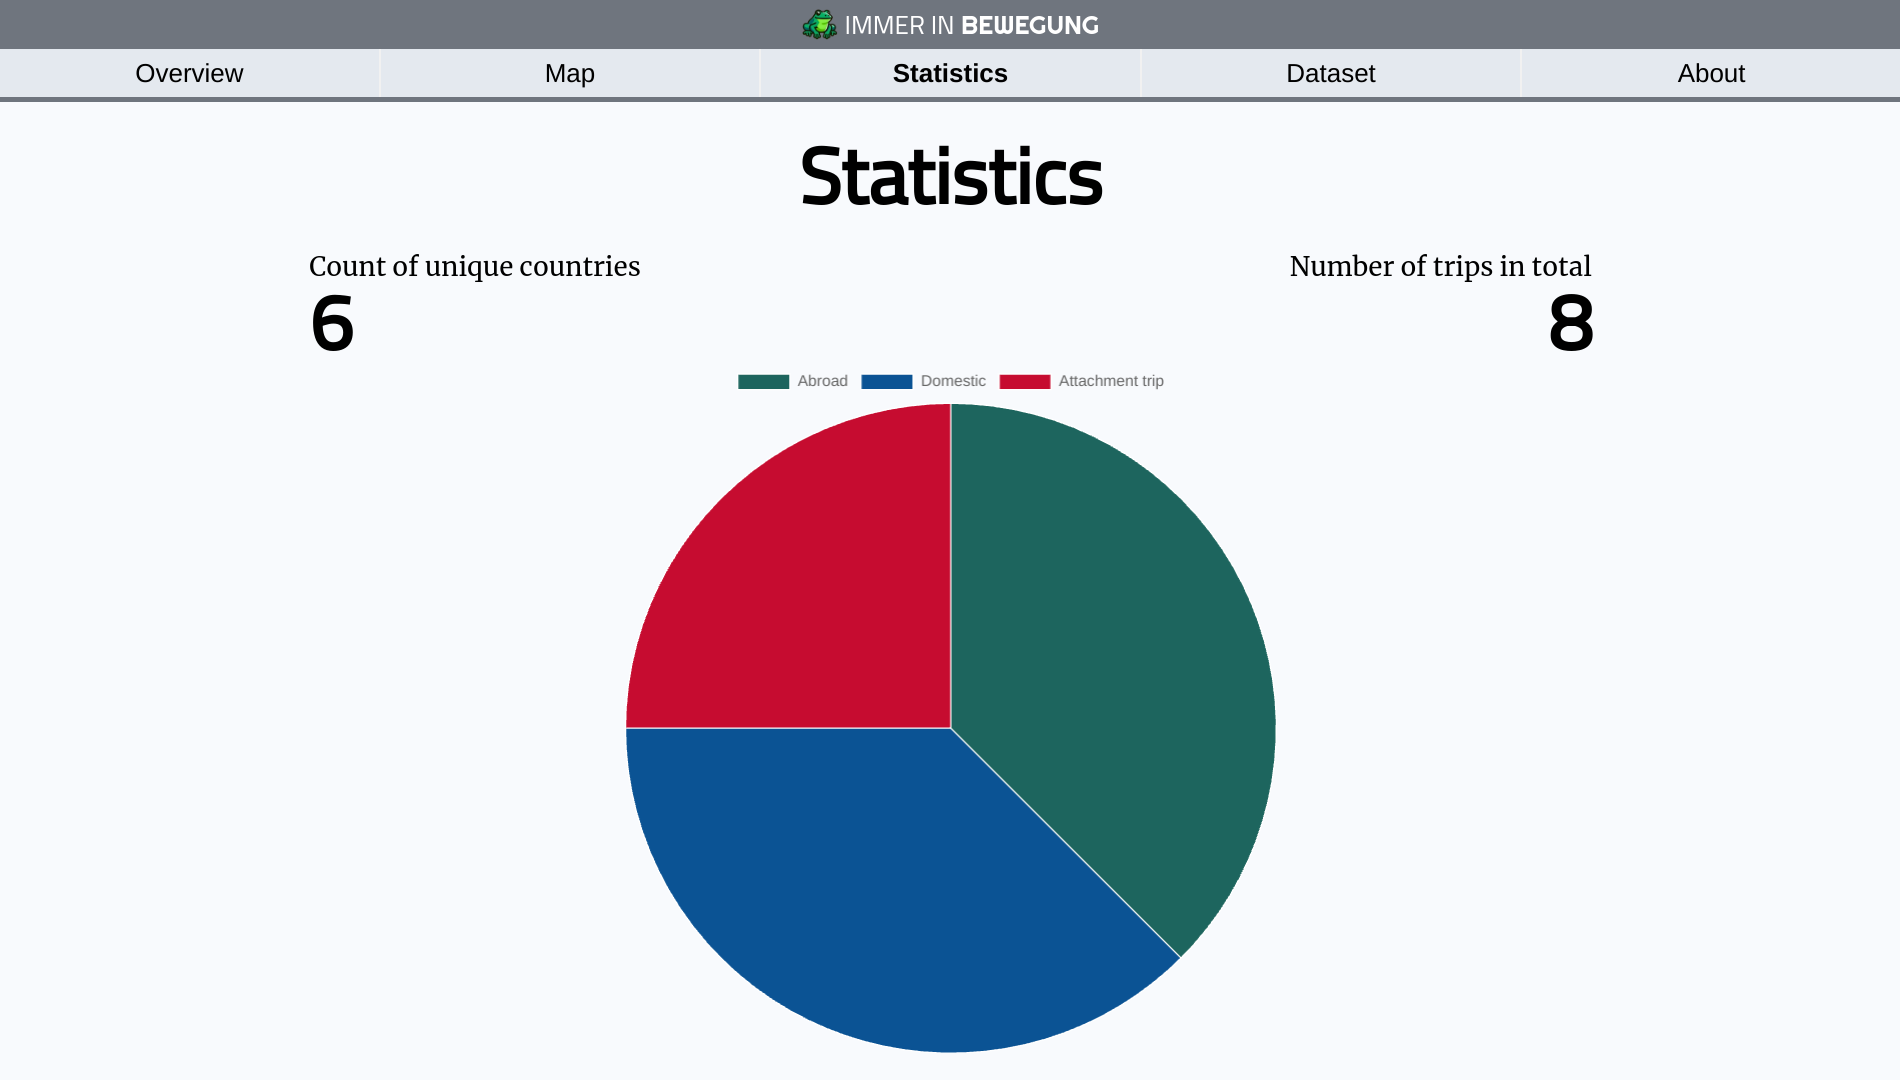 IMMER IN BEWEGUNG
Overview Map Statistics Dataset About
Statistics
Count of unique countries
6
Number of trips in total
8
Abroad Domestic Attachment trip